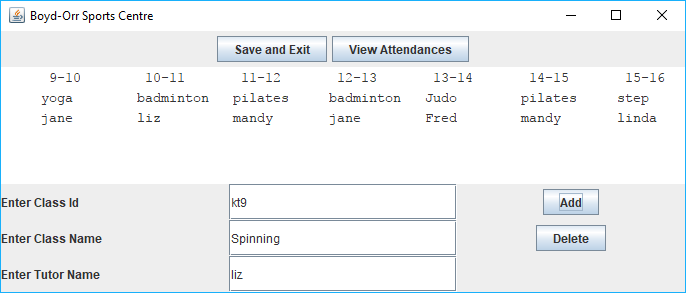 Boyd-Orr Sports Centre
Save and Exit View Attendances
9-10 10-11 11-12 12-13 13-14 14-15 15-16
yoga badminton pilates badminton Judo pilates step
jane liz mandy jane Fred mandy linda
Enter Class Id kt9 Add
Enter Class Name Spinning Delete
Enter Tutor Name liz